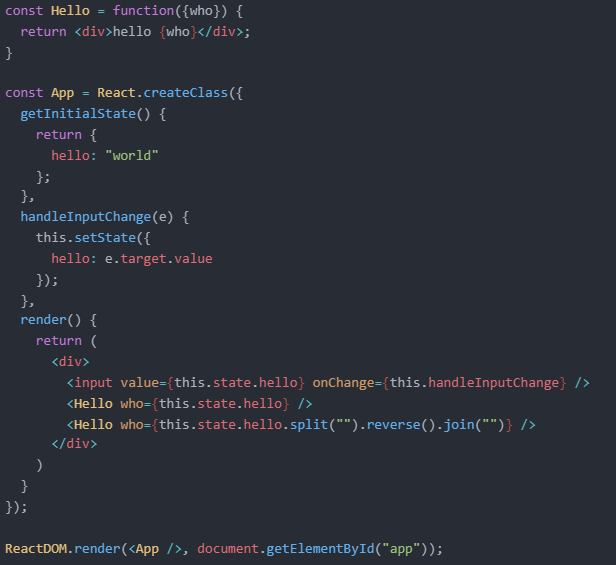 const Hello = function({who}) {
  return <div>hello {who}</div>;
}

const App = React.createClass({
  getInitialState() {
    return {
      hello: "world"
    };
  },
  handleInputChange(e) {
    this.setState({
      hello: e.target.value
    });
  },
  render() {
    return (
      <div>
        <input value={this.state.hello} onChange={this.handleInputChange} />
        <Hello who={this.state.hello} />
        <Hello who={this.state.hello.split("").reverse().join("")} />
      </div>
    )
  }
});

ReactDOM.render(<App />, document.getElementById("app"));